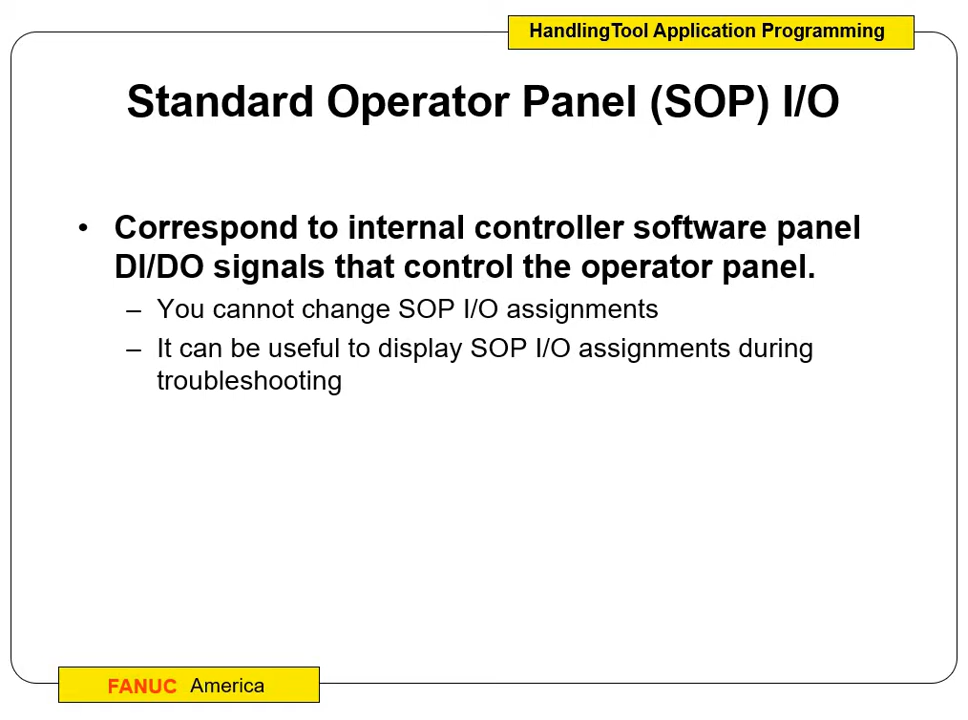 HandlingTool Application Programming
Standard Operator Panel (SOP) I/O
• Correspond to internal controller software panel
DI/DO signals that control the operator panel.
– You cannot change SOP I/O assignments
– It can be useful to display SOP I/O assignments during
troubleshooting
FANUC America